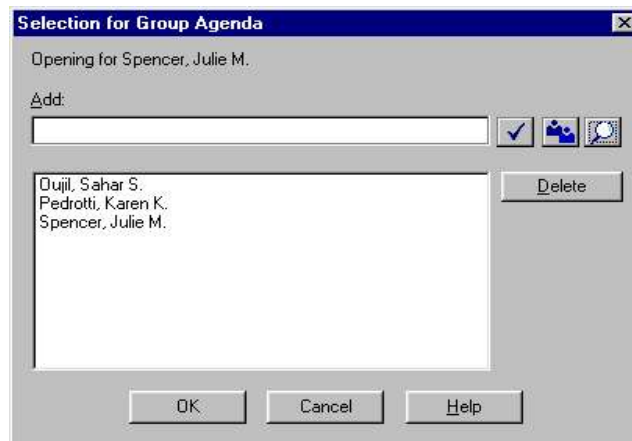 Selection for Group Agenda
Opening for Spencer, Julie M.
Add:
Oujil, Sahar S.
Pedrotti, Karen K.
Spencer, Julie M.
Delete
OK
Cancel
Help